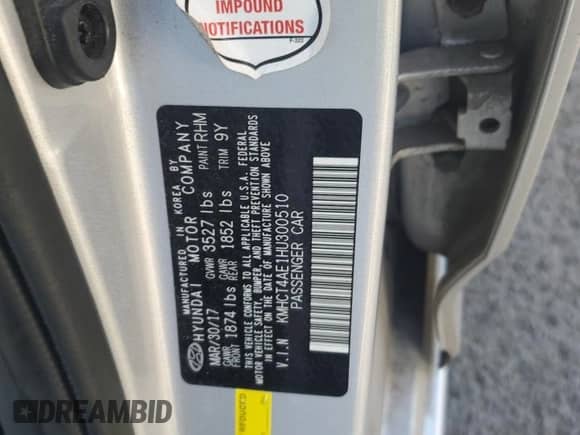 IMPOUND
NOTIFICATIONS
F-322
MANUFACTURED IN KOREA BY
HYUNDAI MOTOR COMPANY
MAR/30/17 GVWR 3527 lbs PAINT RHM
GAWR FRONT 1874 lbs GAWR REAR 1852 lbs TRIM 9Y
THIS VEHICLE CONFORMS TO ALL APPLICABLE U.S.A. FEDERAL
MOTOR VEHICLE SAFETY, BUMPER, AND THEFT PREVENTION STANDARDS
IN EFFECT ON THE DATE OF MANUFACTURE SHOWN ABOVE
V.I.N KMHCT4AE1HU300510
PASSENGER CAR
DREAMBID